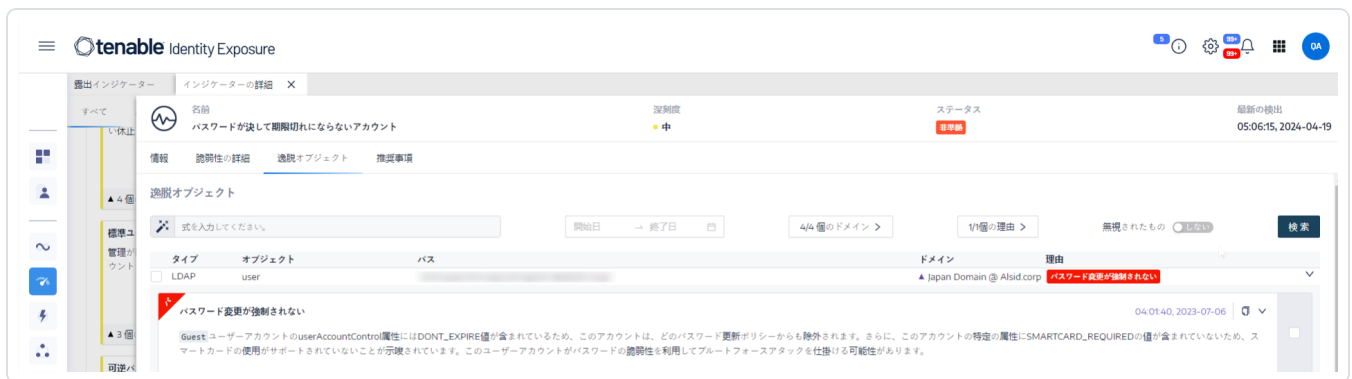 tenable Identity Exposure
5
99+
99+
QA
露出インジケーター インジケーターの詳細 ×
すべて
い休止
▲ 4 個
標準ユ
管理が
ウント
▲ 3 個
可逆パ
名前 深刻度 ステータス 最新の検出
パスワードが決して期限切れにならないアカウント 中 非準拠 05:06:15, 2024-04-19
情報 脆弱性の詳細 逸脱オブジェクト 推奨事項
逸脱オブジェクト
式を入力してください。 開始日 → 終了日 4/4 個のドメイン > 1/1個の理由 > 無視されたもの しない 検索
タイプ オブジェクト パス ドメイン 理由
LDAP user ▲ Japan Domain @ Alsid.corp パスワード変更が強制されない
パスワード変更が強制されない 04:01:40, 2023-07-06
Guest ユーザーアカウントのuserAccountControl属性にはDONT_EXPIRE値が含まれているため、このアカウントは、どのパスワード更新ポリシーからも除外されます。さらに、このアカウントの特定の属性にSMARTCARD_REQUIREDの値が含まれていないため、ス
マートカードの使用がサポートされていないことが示唆されています。このユーザーアカウントがパスワードの脆弱性を利用してブルートフォースアタックを仕掛ける可能性があります。